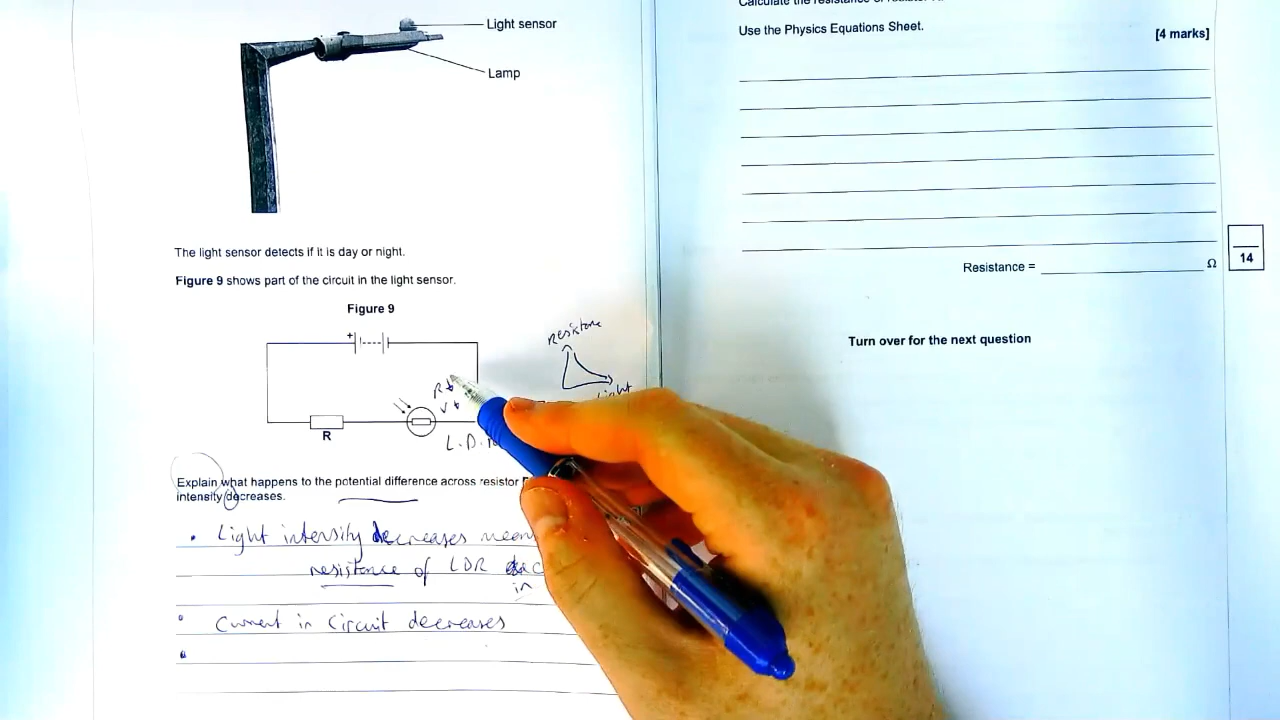 Light sensor
Lamp
The light sensor detects if it is day or night.
Figure 9 shows part of the circuit in the light sensor.
Figure 9
+
R
L.D.
Resistance
Light
Explain what happens to the potential difference across resistor
intensity decreases.
• Light intensity decreases
resistance of LDR
in
• Current in circuit decreases
•
Use the Physics Equations Sheet.
[4 marks]
Resistance = Ω
14
Turn over for the next question